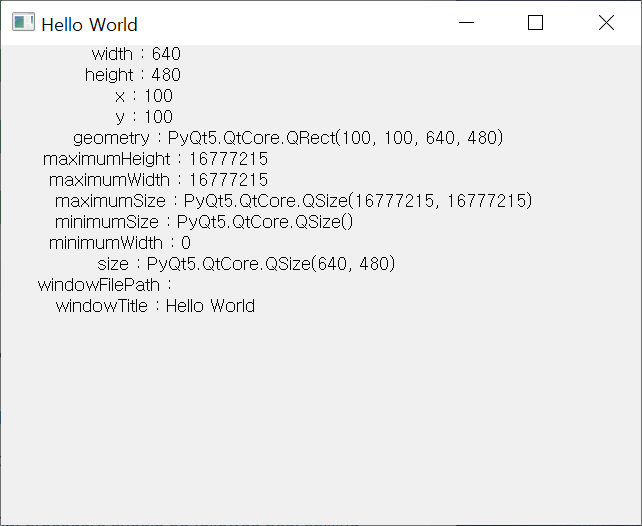 Hello World
width : 640
height : 480
x : 100
y : 100
geometry : PyQt5.QtCore.QRect(100, 100, 640, 480)
maximumHeight : 16777215
maximumWidth : 16777215
maximumSize : PyQt5.QtCore.QSize(16777215, 16777215)
minimumSize : PyQt5.QtCore.QSize()
minimumWidth : 0
size : PyQt5.QtCore.QSize(640, 480)
windowFilePath :
windowTitle : Hello World